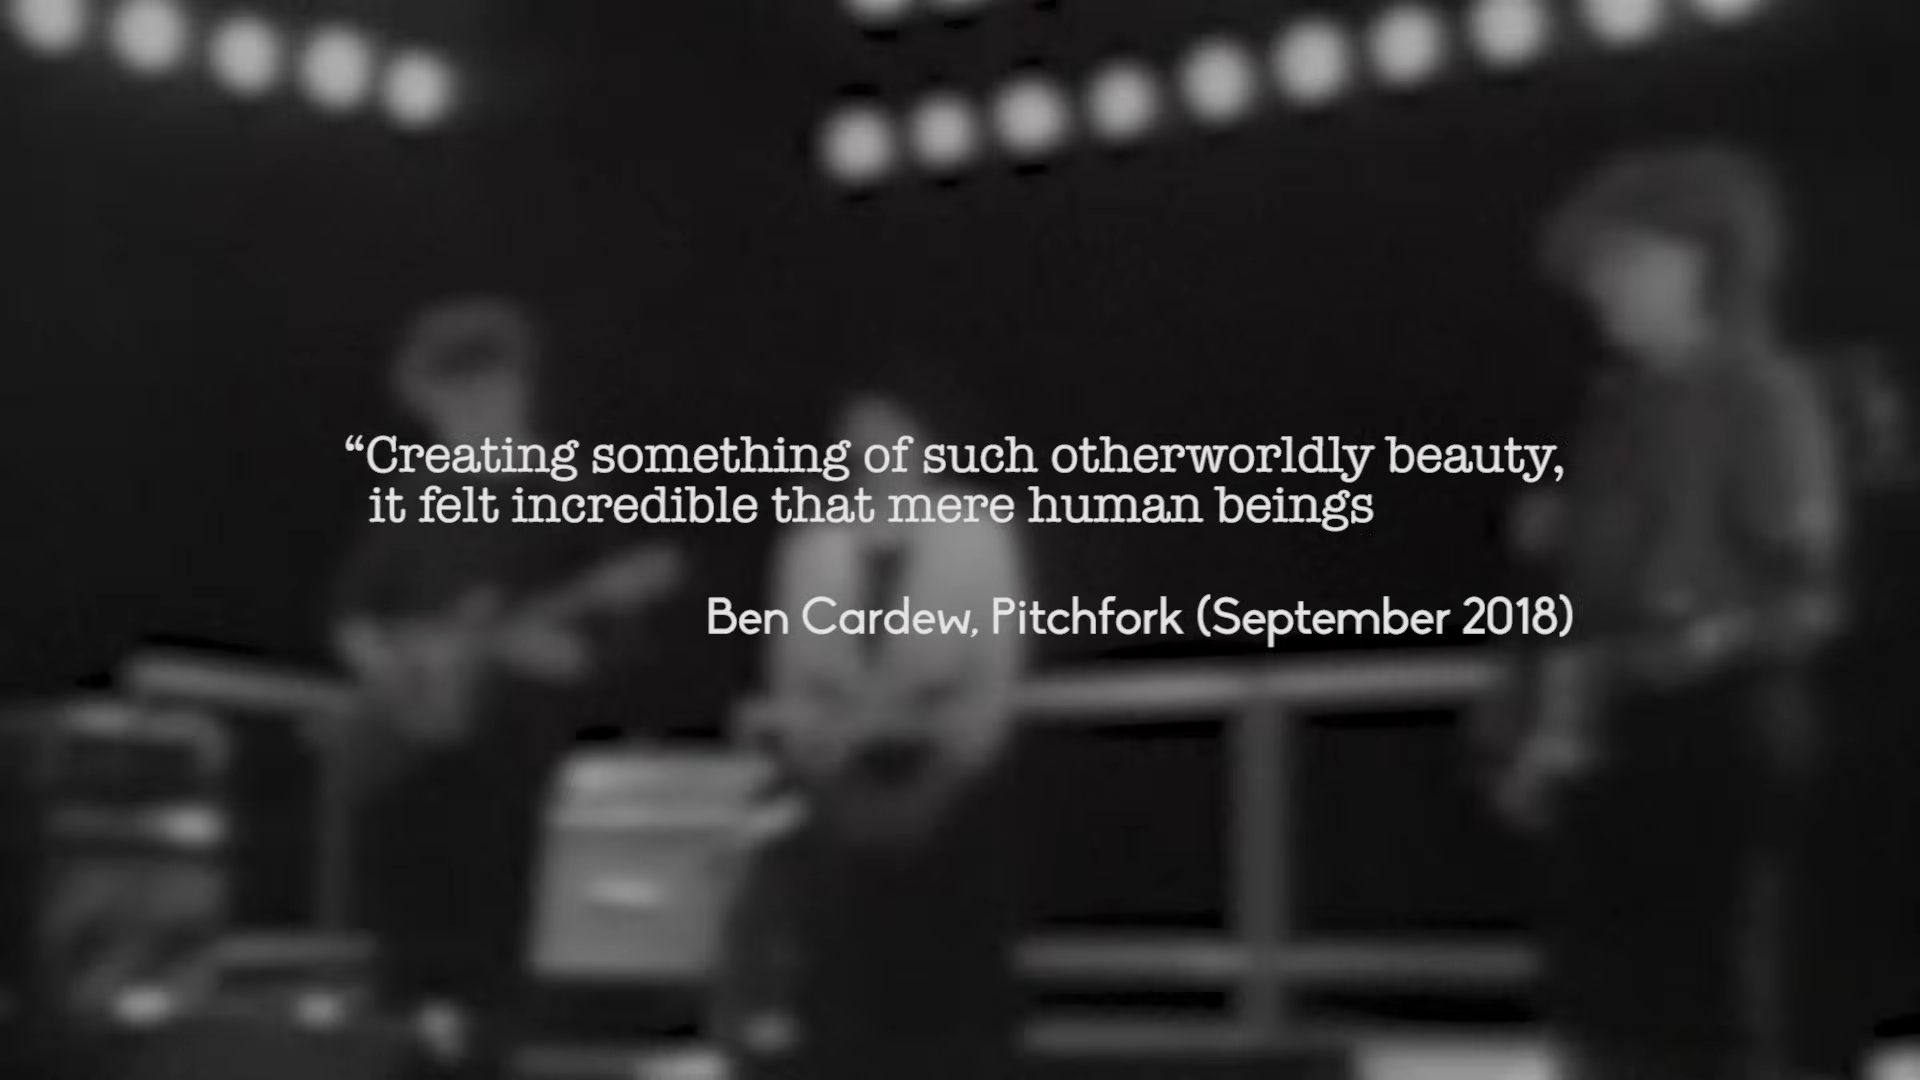 “Creating something of such otherworldly beauty,
it felt incredible that mere human beings
Ben Cardew, Pitchfork (September 2018)